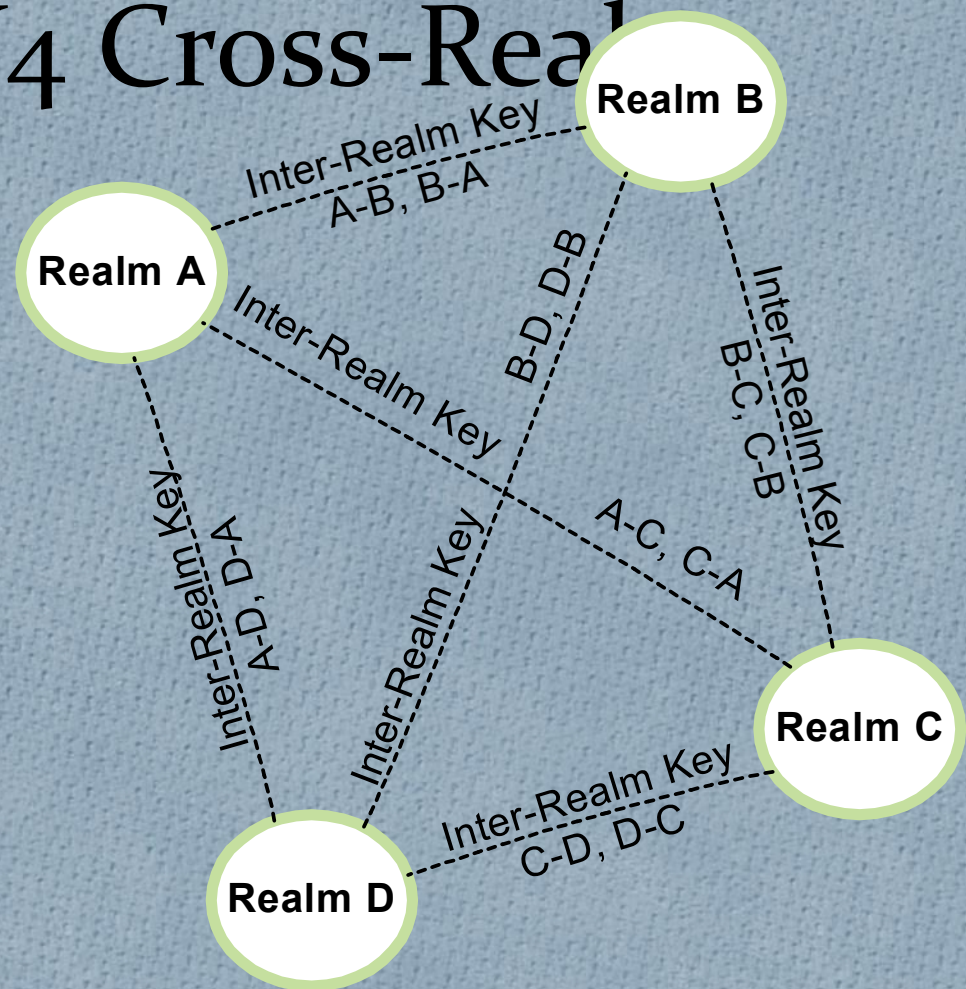 4 Cross-Real
Realm B
Inter-Realm Key
A-B, B-A
Realm A
Inter-Realm Key
A-C, C-A
B-D, D-B
Inter-Realm Key
Inter-Realm Key
B-C, C-B
Inter-Realm Key
A-D, D-A
Realm C
Inter-Realm Key
C-D, D-C
Realm D